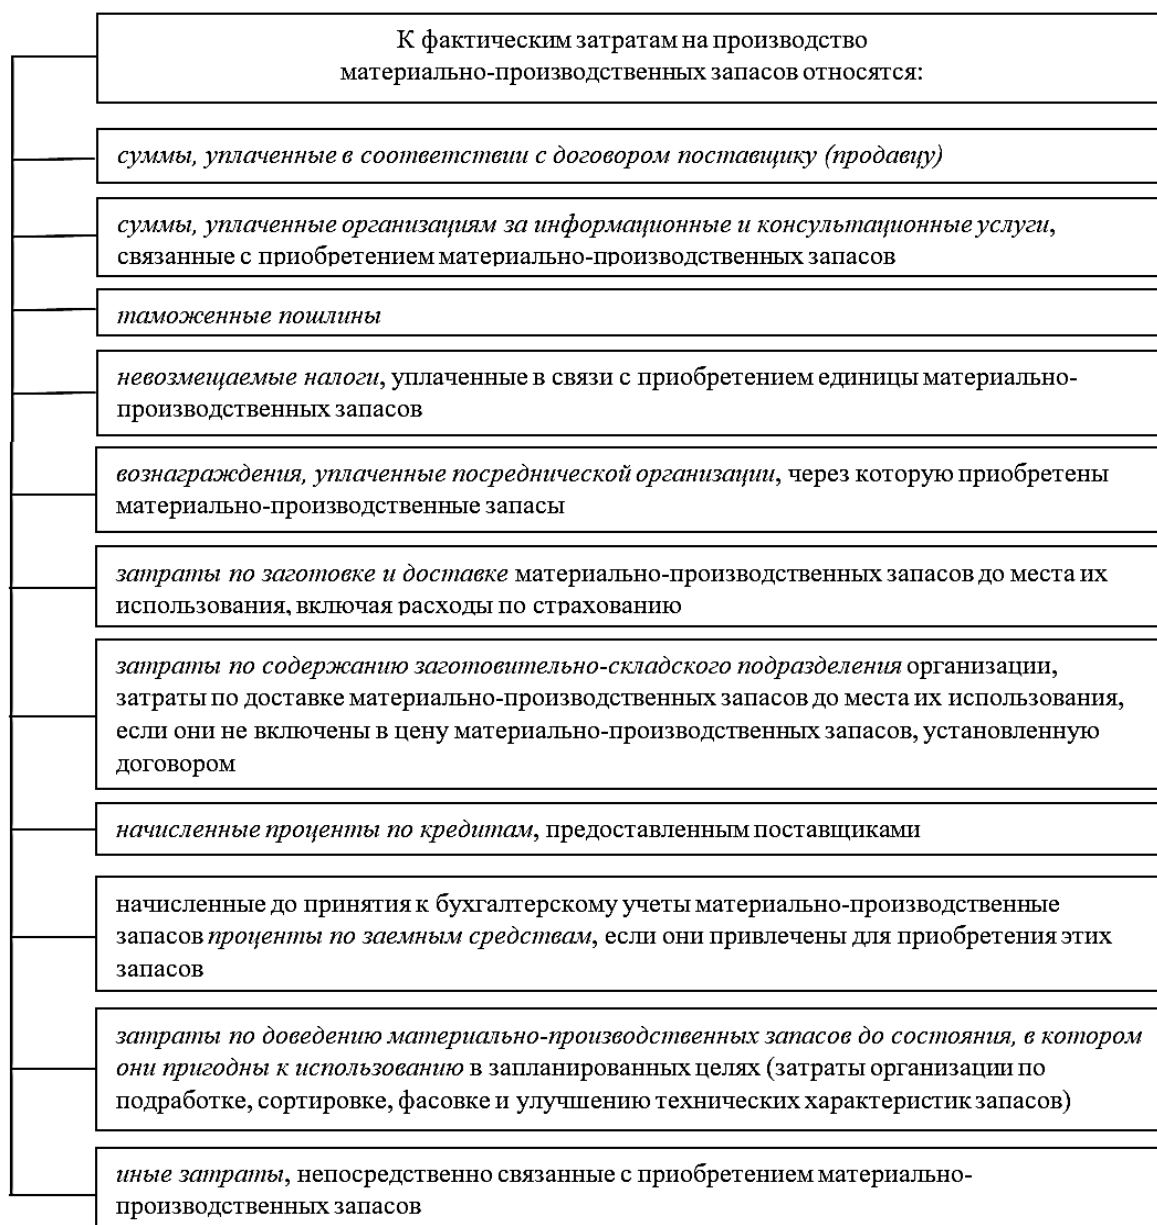 К фактическим затратам на производство
материально-производственных запасов относятся:
суммы, уплаченные в соответствии с договором поставщику (продавцу)
суммы, уплаченные организациям за информационные и консультационные услуги,
связанные с приобретением материально-производственных запасов
таможенные пошлины
невозмещаемые налоги, уплаченные в связи с приобретением единицы материально-
производственных запасов
вознаграждения, уплаченные посреднической организации, через которую приобретены
материально-производственные запасы
затраты по заготовке и доставке материально-производственных запасов до места их
использования, включая расходы по страхованию
затраты по содержанию заготовительно-складского подразделения организации,
затраты по доставке материально-производственных запасов до места их использования,
если они не включены в цену материально-производственных запасов, установленную
договором
начисленные проценты по кредитам, предоставленным поставщиками
начисленные до принятия к бухгалтерскому учеты материально-производственные
запасов проценты по заемным средствам, если они привлечены для приобретения этих
запасов
затраты по доведению материально-производственных запасов до состояния, в котором
они пригодны к использованию в запланированных целях (затраты организации по
подработке, сортировке, фасовке и улучшению технических характеристик запасов)
иные затраты, непосредственно связанные с приобретением материально-
производственных запасов